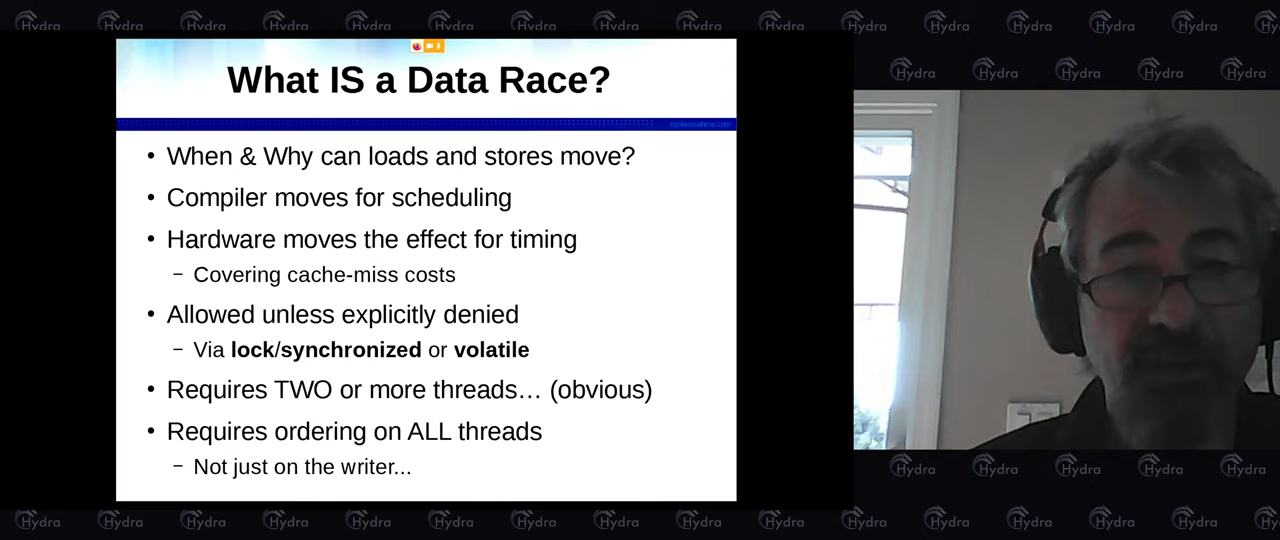 What IS a Data Race?
• When & Why can loads and stores move?
• Compiler moves for scheduling
• Hardware moves the effect for timing
– Covering cache-miss costs
• Allowed unless explicitly denied
– Via lock/synchronized or volatile
• Requires TWO or more threads… (obvious)
• Requires ordering on ALL threads
– Not just on the writer...
Hydra